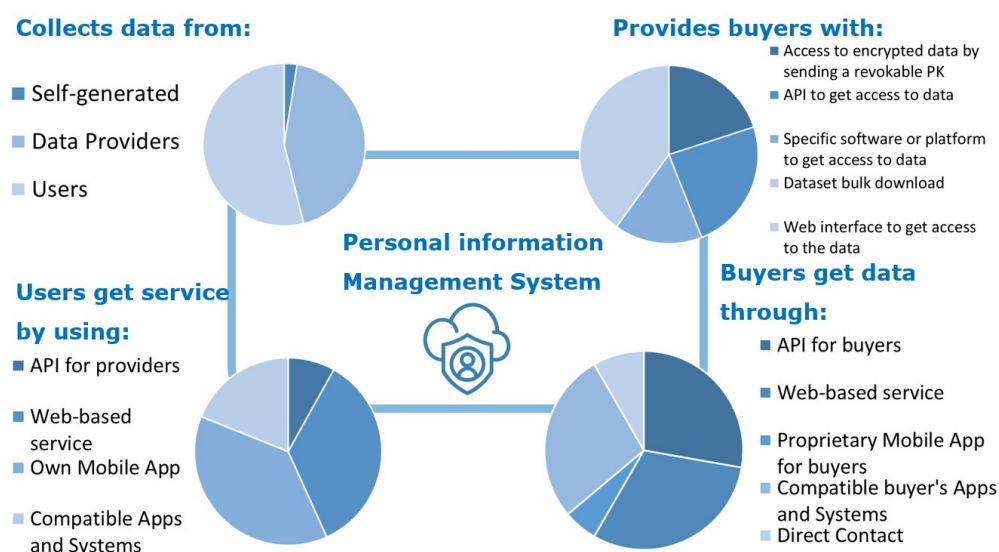 Collects data from:
Self-generated
Data Providers
Users
Provides buyers with:
Access to encrypted data by
sending a revokable PK
API to get access to data
Specific software or platform
to get access to data
Dataset bulk download
Web interface to get access
to the data
Personal information
Management System
Users get service
by using:
API for providers
Web-based
service
Own Mobile App
Compatible Apps
and Systems
Buyers get data
through:
API for buyers
Web-based service
Proprietary Mobile App
for buyers
Compatible buyer's Apps
and Systems
Direct Contact